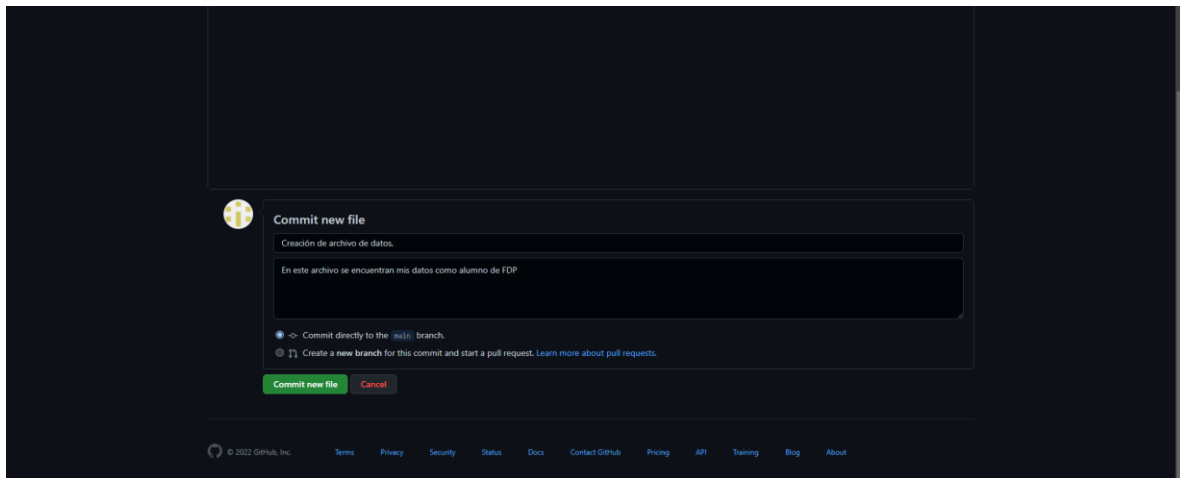 Commit new file
Creación de archivo de datos.
En este archivo se encuentran mis datos como alumno de FDP
Commit directly to the main branch.
Create a new branch for this commit and start a pull request. Learn more about pull requests.
Commit new file Cancel
© 2022 GitHub, Inc. Terms Privacy Security Status Docs Contact GitHub Pricing API Training Blog About